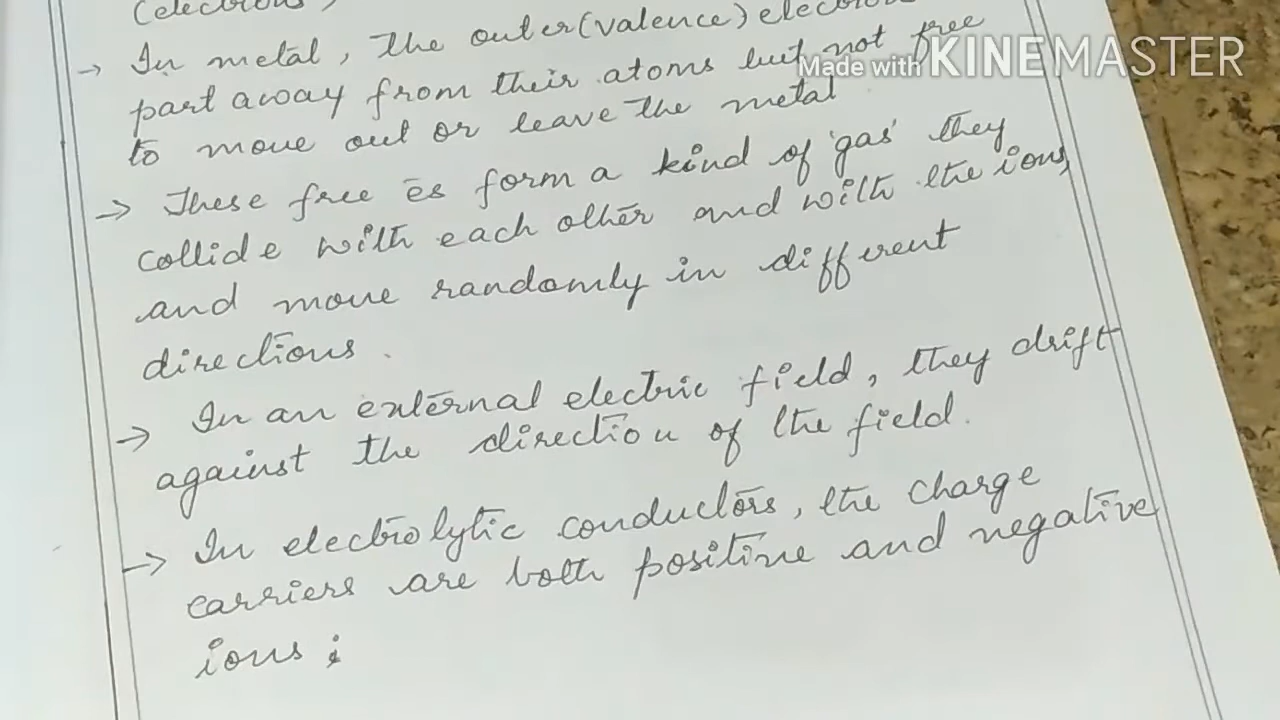 (electrons)
→ In metal, The outer(valence) electrons
part away from their atoms but not free
to move out or leave the metal
→ These free ēs form a kind of 'gas' they
collide with each other and with the ions,
and move randomly in different
directions.
→ In an external electric field, they drift
against the direction of the field.
→ In electrolytic conductors, the charge
carriers are both positive and negative
ions ;
Made with KINEMASTER